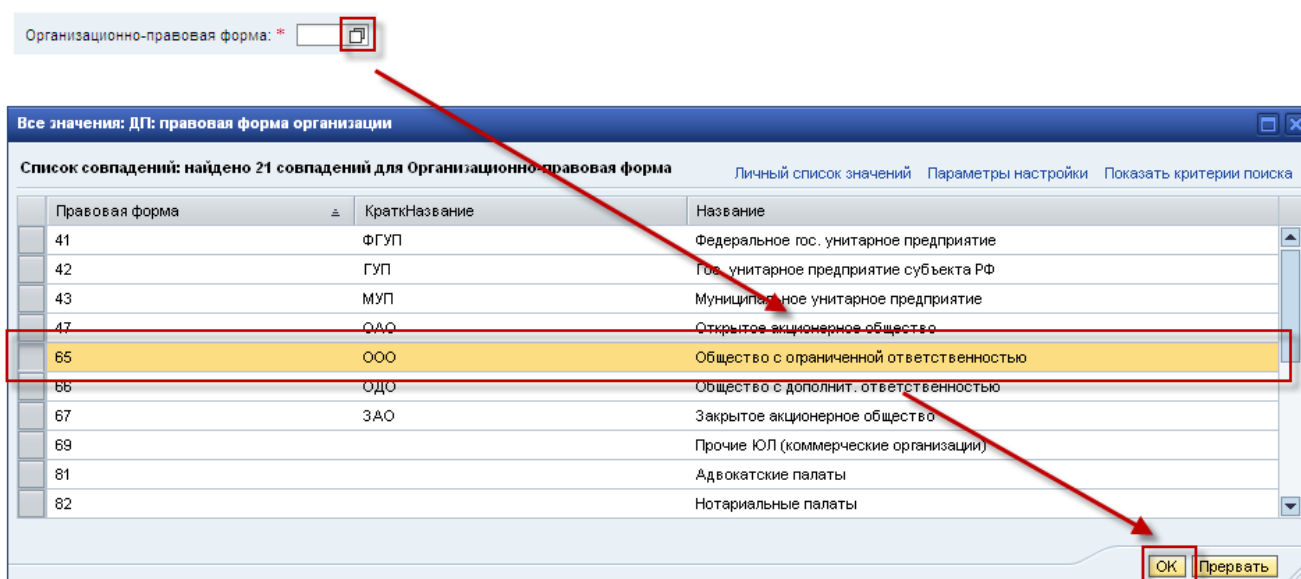 Организационно-правовая форма: *
Все значения: ДП: правовая форма организации
Список совпадений: найдено 21 совпадений для Организационно-правовая форма Личный список значений Параметры настройки Показать критерии поиска
Правовая форма КраткНазвание Название
41 ФГУП Федеральное гос. унитарное предприятие
42 ГУП Гос. унитарное предприятие субъекта РФ
43 МУП Муниципальное унитарное предприятие
47 ОАО Открытое акционерное общество
65 ООО Общество с ограниченной ответственностью
66 ОДО Общество с дополнит. ответственностью
67 ЗАО Закрытое акционерное общество
69 Прочие ЮЛ (коммерческие организации)
81 Адвокатские палаты
82 Нотариальные палаты
ОК Прервать